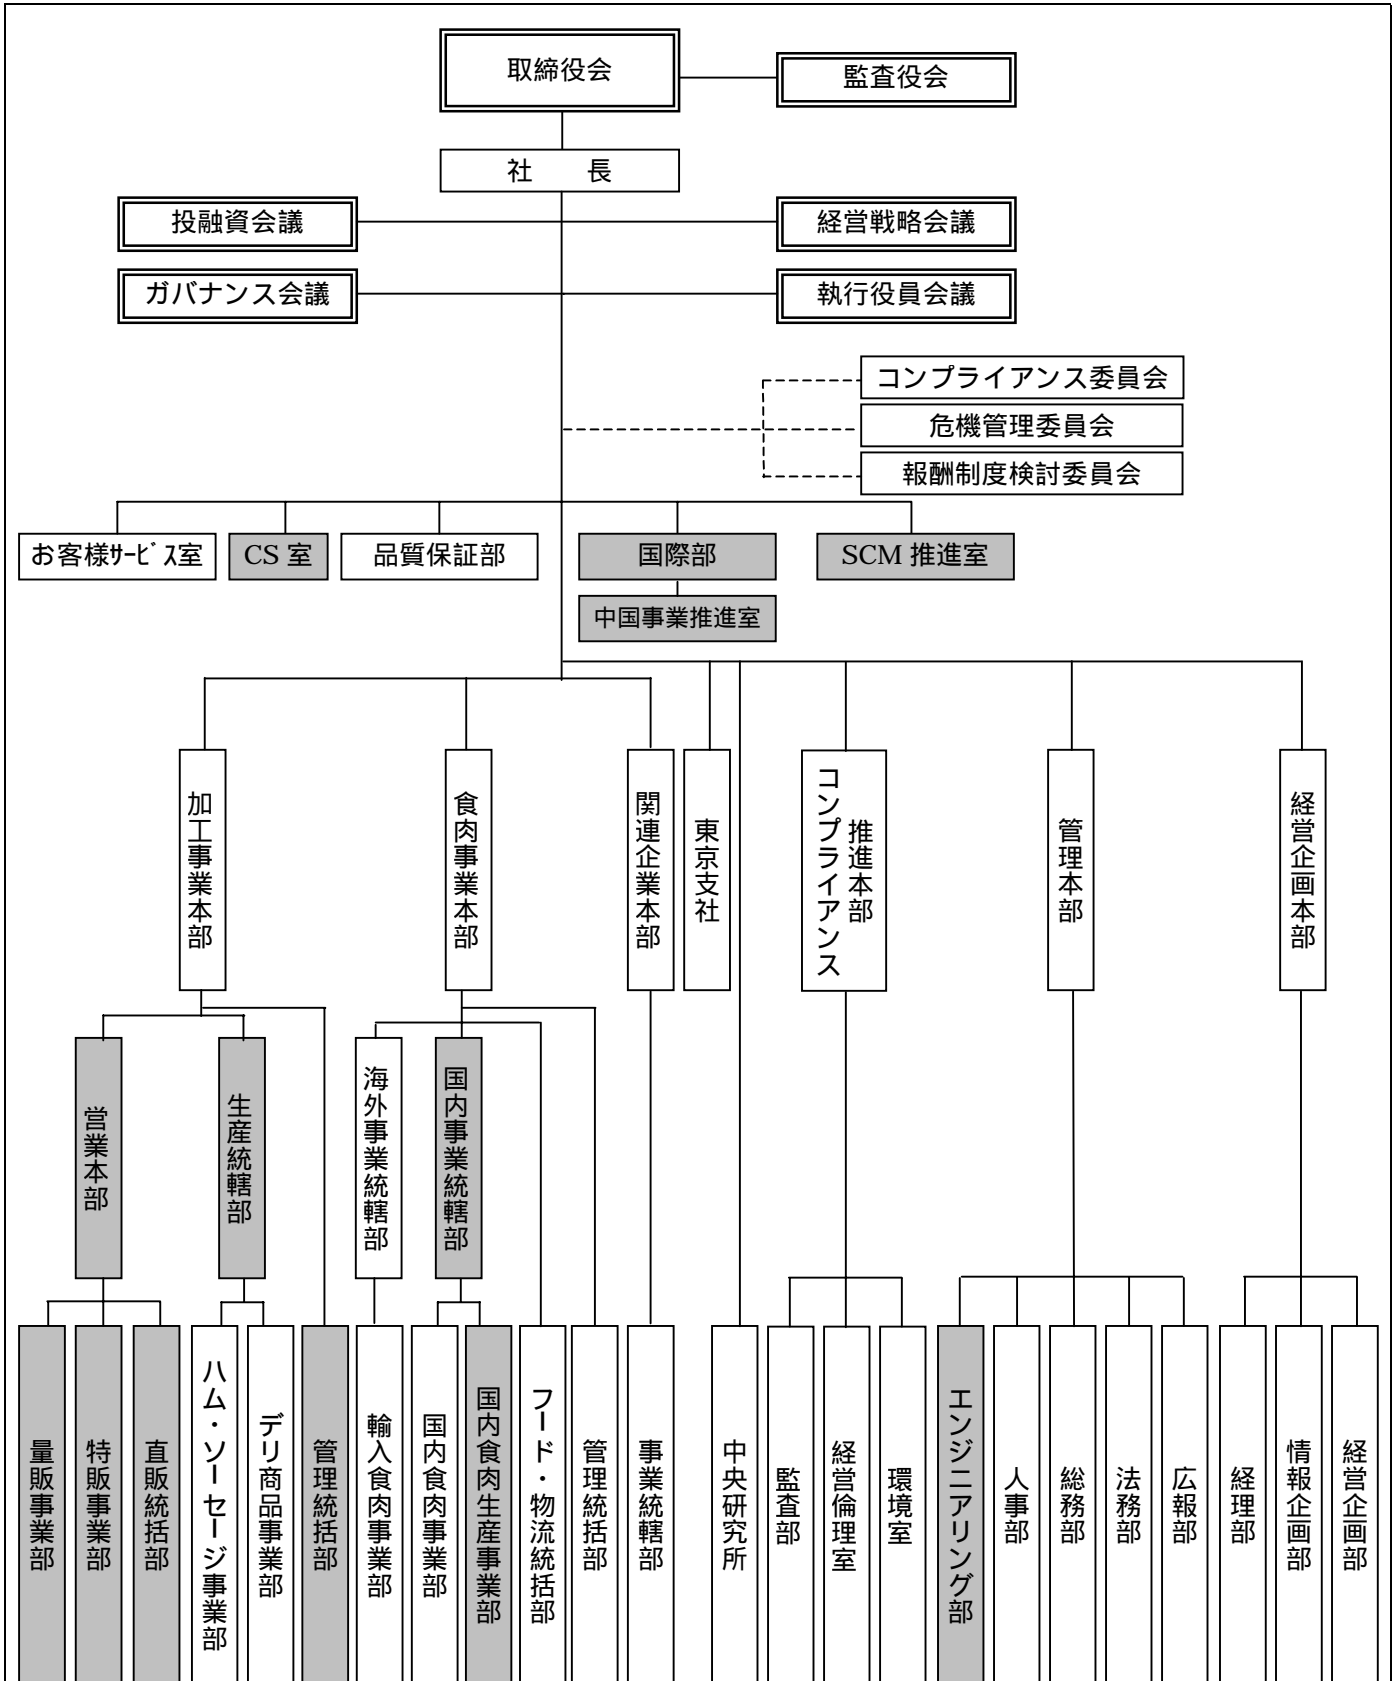 取締役会
監査役会
社　長
投融資会議
経営戦略会議
ガバナンス会議
執行役員会議
コンプライアンス委員会
危機管理委員会
報酬制度検討委員会
お客様ｻｰﾋﾞｽ室
CS 室
品質保証部
国際部
SCM 推進室
中国事業推進室
加工事業本部
食肉事業本部
関連企業本部
東京支社
コンプライアンス
推進本部
管理本部
経営企画本部
営業本部
生産統轄部
海外事業統轄部
国内事業統轄部
量販事業部
特販事業部
直販統括部
ハム・ソーセージ事業部
デリ商品事業部
管理統括部
輸入食肉事業部
国内食肉事業部
国内食肉生産事業部
フード・物流統括部
管理統括部
事業統轄部
中央研究所
監査部
経営倫理室
環境室
エンジニアリング部
人事部
総務部
法務部
広報部
経理部
情報企画部
経営企画部